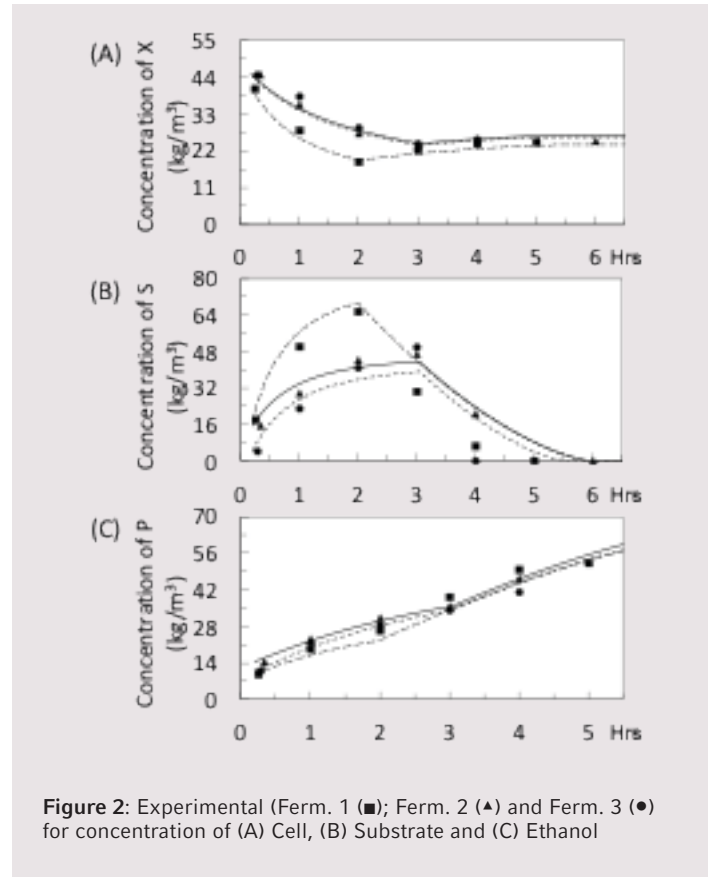 (A)
Concentration of X
(kg/m³)
55
44
33
22
11
0
0 1 2 3 4 5 6 Hrs
(B)
Concentration of S
(kg/m³)
80
64
48
32
16
0
0 1 2 3 4 5 6 Hrs
(C)
Concentration of P
(kg/m³)
70
56
42
28
14
0
0 1 2 3 4 5 Hrs
Figure 2: Experimental (Ferm. 1 (■); Ferm. 2 (▲) and Ferm. 3 (●)
for concentration of (A) Cell, (B) Substrate and (C) Ethanol